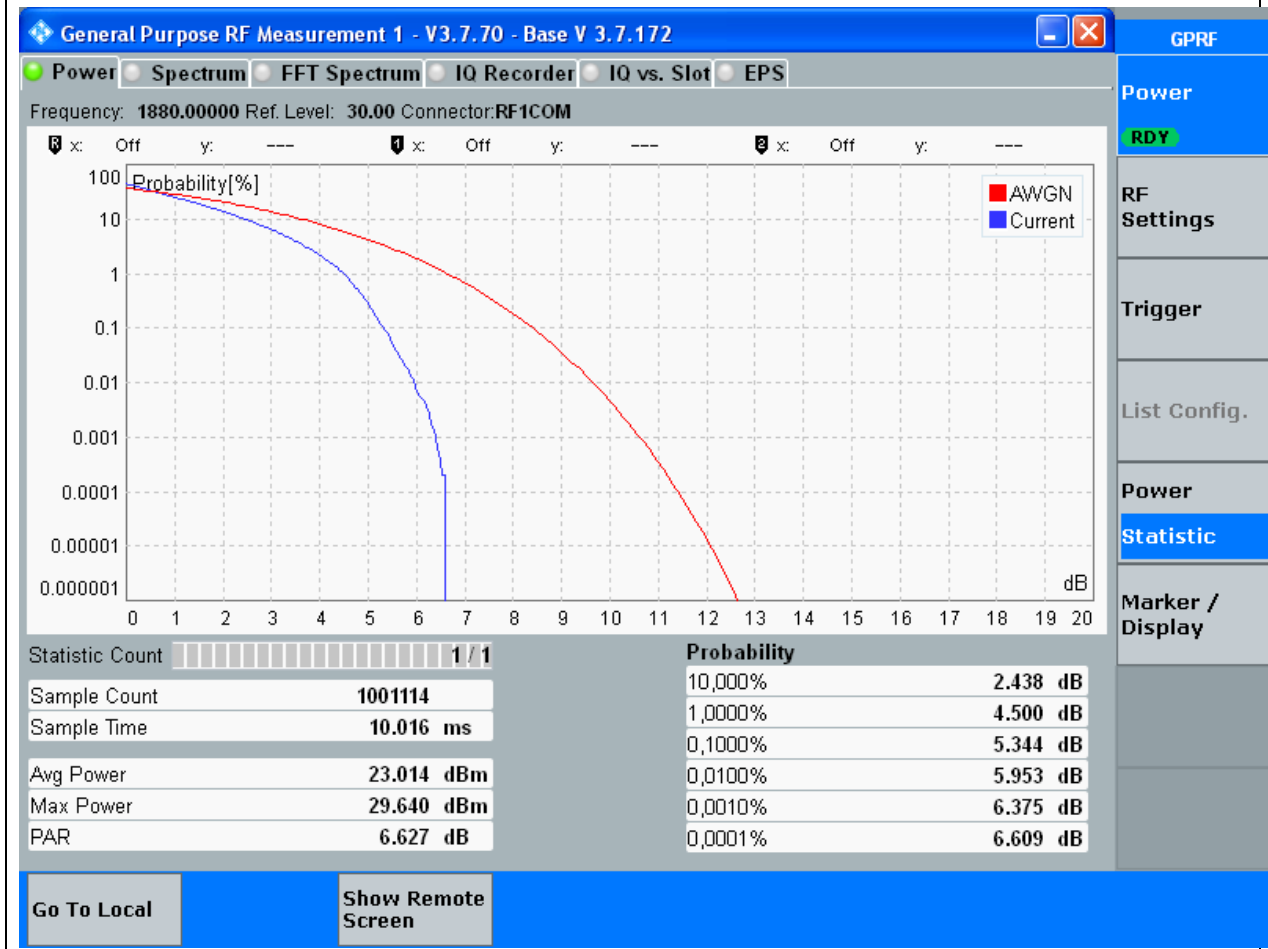 General Purpose RF Measurement 1 - V3.7.70 - Base V 3.7.172
GPRF
Power Spectrum FFT Spectrum IQ Recorder IQ vs. Slot EPS
Power
RDY
Frequency: 1880.00000 Ref. Level: 30.00 Connector:RF1COM
R x: Off y: --- 1 x: Off y: --- 2 x: Off y: ---
Probability[%]
AWGN
Current
100
10
1
0.1
0.01
0.001
0.0001
0.00001
0.000001
dB
0 1 2 3 4 5 6 7 8 9 10 11 12 13 14 15 16 17 18 19 20
RF
Settings
Trigger
List Config.
Power
Statistic
Marker /
Display
Statistic Count 1 / 1
Sample Count 1001114
Sample Time 10.016 ms
Avg Power 23.014 dBm
Max Power 29.640 dBm
PAR 6.627 dB
Probability
10,000% 2.438 dB
1,0000% 4.500 dB
0,1000% 5.344 dB
0,0100% 5.953 dB
0,0010% 6.375 dB
0,0001% 6.609 dB
Go To Local
Show Remote
Screen